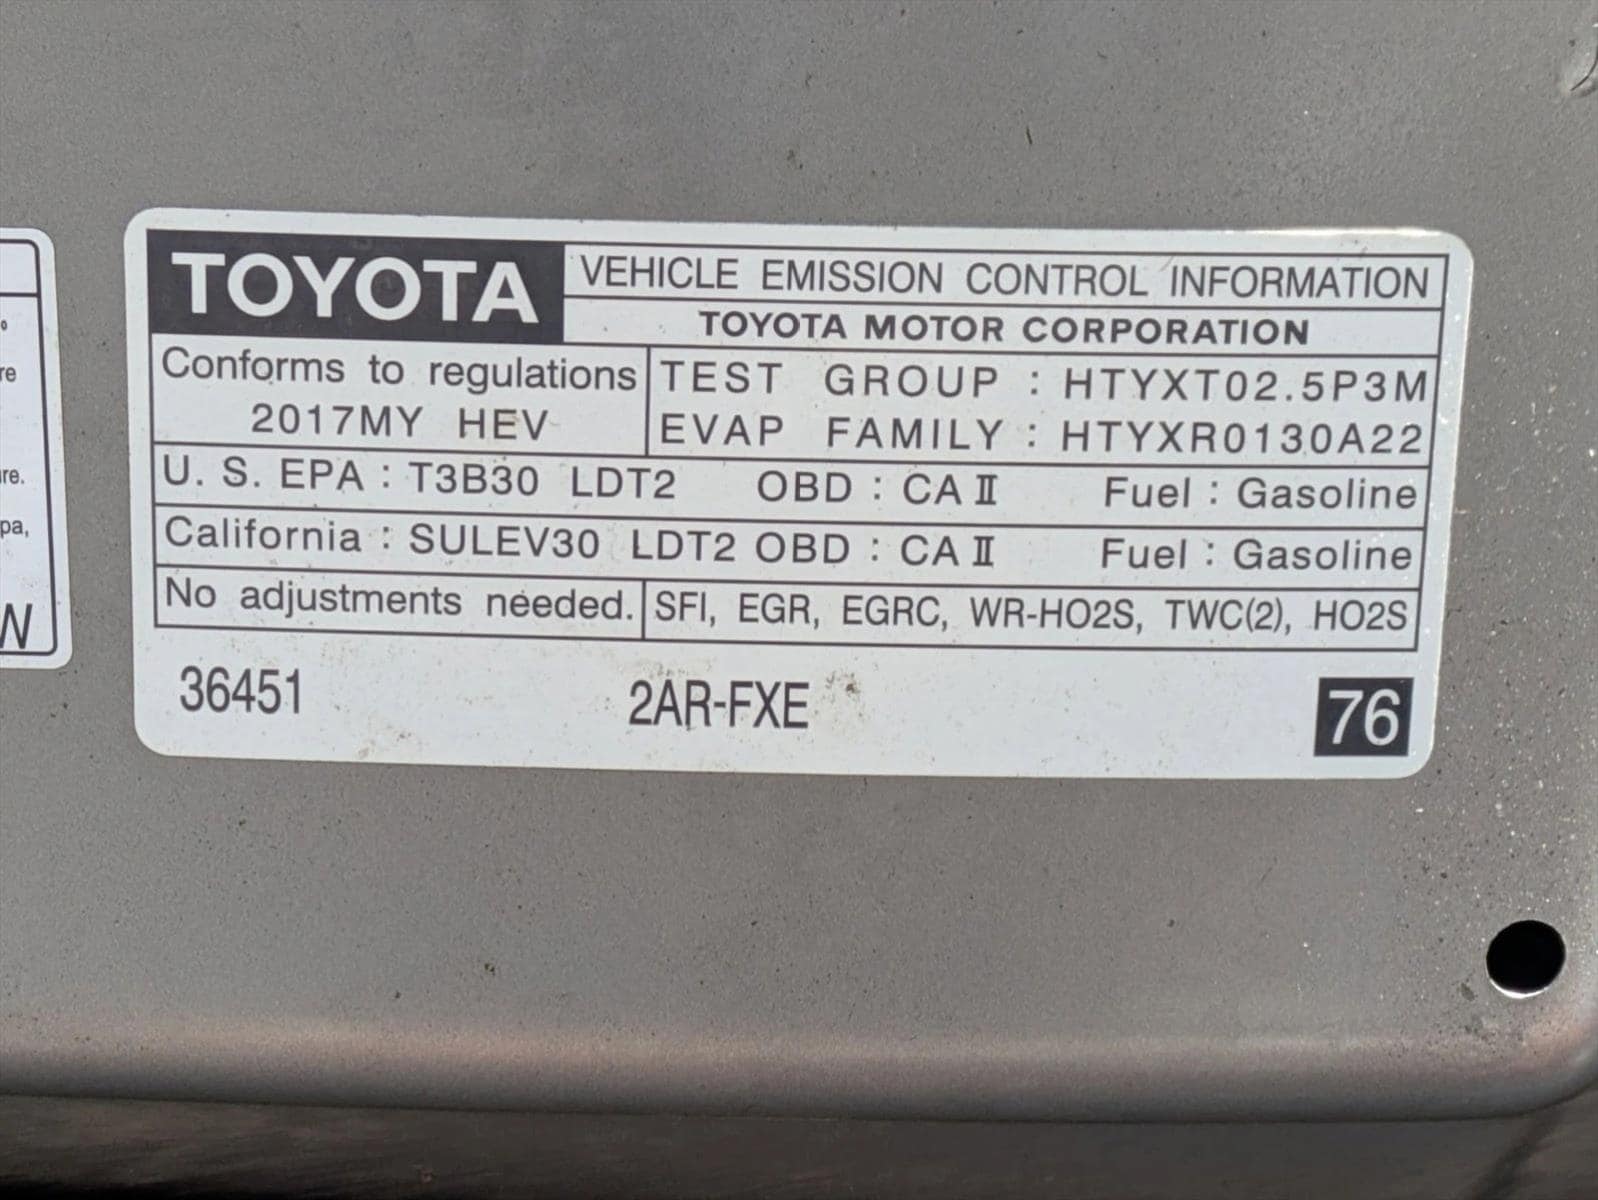 TOYOTA
VEHICLE EMISSION CONTROL INFORMATION
TOYOTA MOTOR CORPORATION
Conforms to regulations
2017MY HEV
TEST GROUP : HTYXT02.5P3M
EVAP FAMILY : HTYXR0130A22
U. S. EPA : T3B30 LDT2 OBD : CA II Fuel : Gasoline
California : SULEV30 LDT2 OBD : CA II Fuel : Gasoline
No adjustments needed.
SFI, EGR, EGRC, WR-HO2S, TWC(2), HO2S
36451 2AR-FXE 76